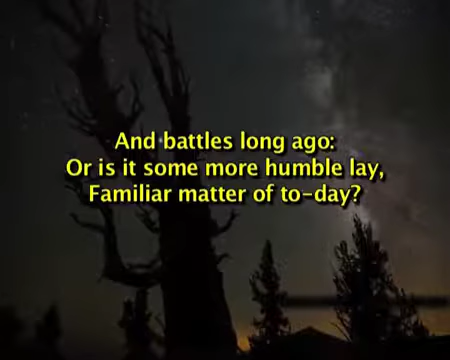 And battles long ago:
Or is it some more humble lay,
Familiar matter of to-day?